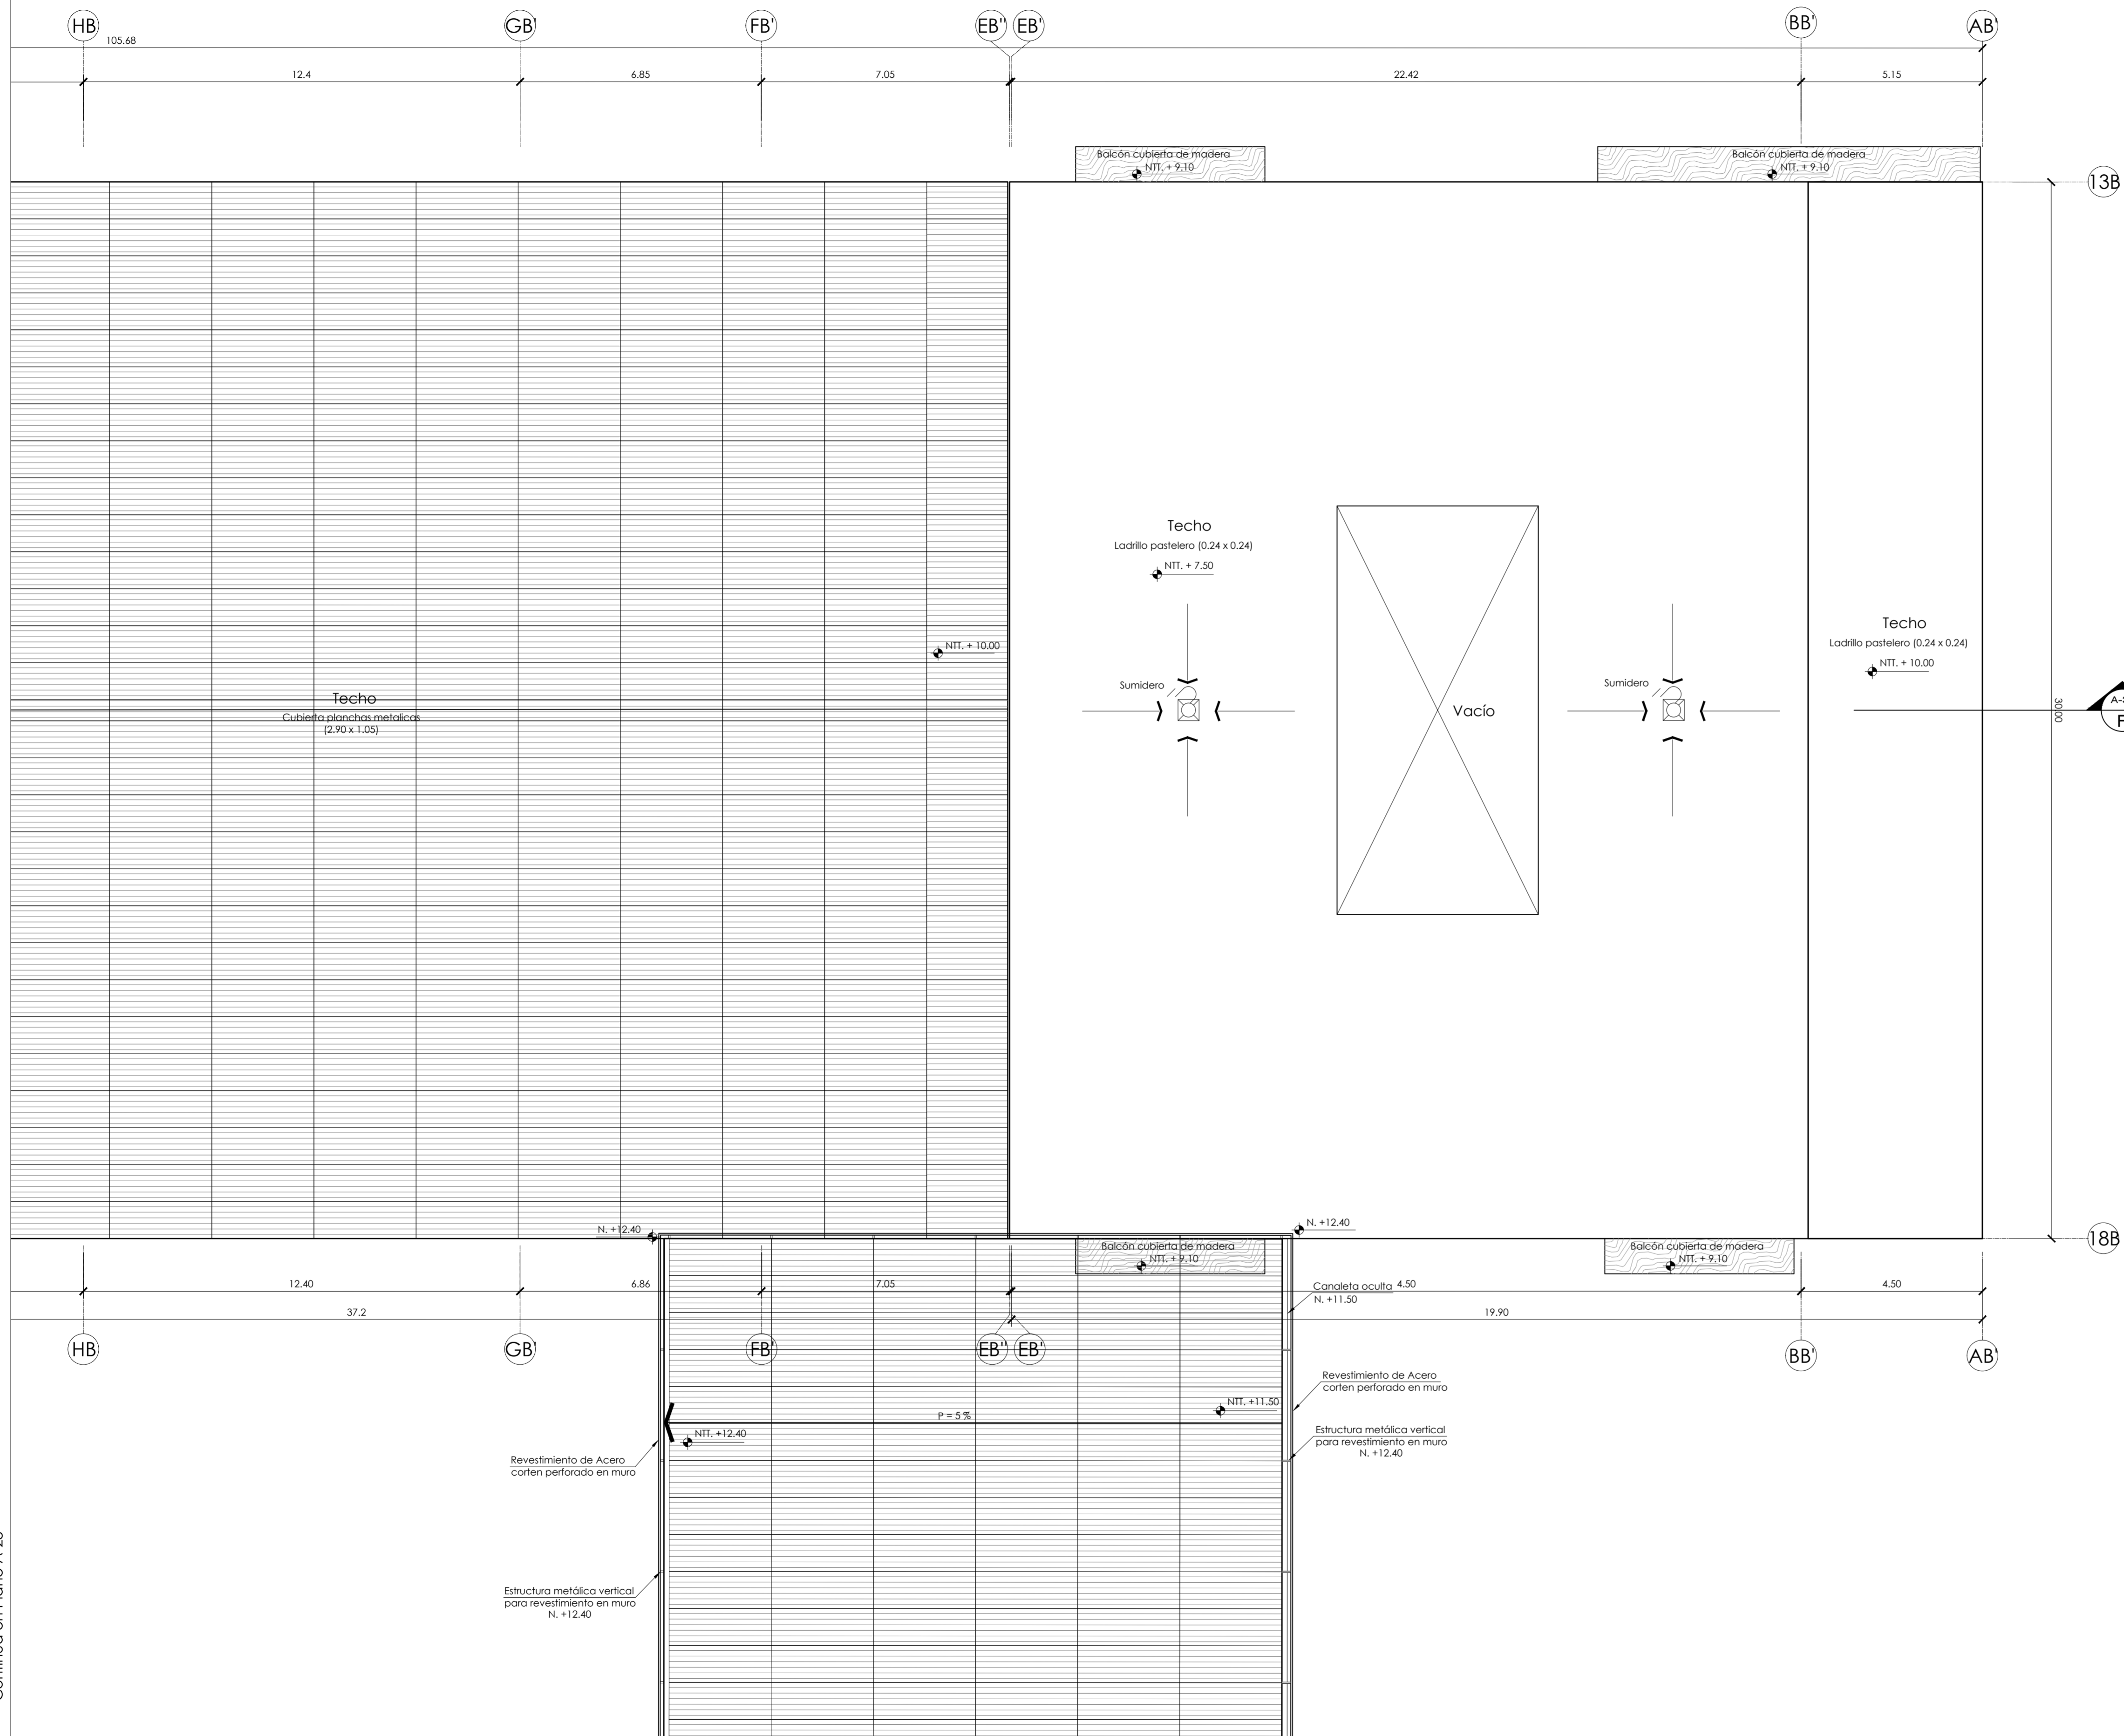 HB
GB'
FB'
EB''
EB'
BB'
AB'
105.68
12.4
6.85
7.05
22.42
5.15
Balcón cubierta de madera
NTT. + 9.10
Balcón cubierta de madera
NTT. + 9.10
13B
Techo
Ladrillo pastelero (0.24 x 0.24)
NTT. + 7.50
Techo
Ladrillo pastelero (0.24 x 0.24)
NTT. + 10.00
NTT. + 10.00
Sumidero
Sumidero
Techo
Cubierta planchas metalicas
(2.90 x 1.05)
Vacío
30.00
N. +12.40
N. +12.40
18B
Balcón cubierta de madera
NTT. + 9.10
Balcón cubierta de madera
NTT. + 9.10
12.40
6.86
7.05
Canaleta oculta
N. +11.50
4.50
4.50
37.2
19.90
HB
GB'
FB'
EB''
EB'
BB'
AB'
Revestimiento de Acero
corten perforado en muro
NTT. +11.50
P = 5 %
NTT. +12.40
Estructura metálica vertical
para revestimiento en muro
N. +12.40
Revestimiento de Acero
corten perforado en muro
Estructura metálica vertical
para revestimiento en muro
N. +12.40